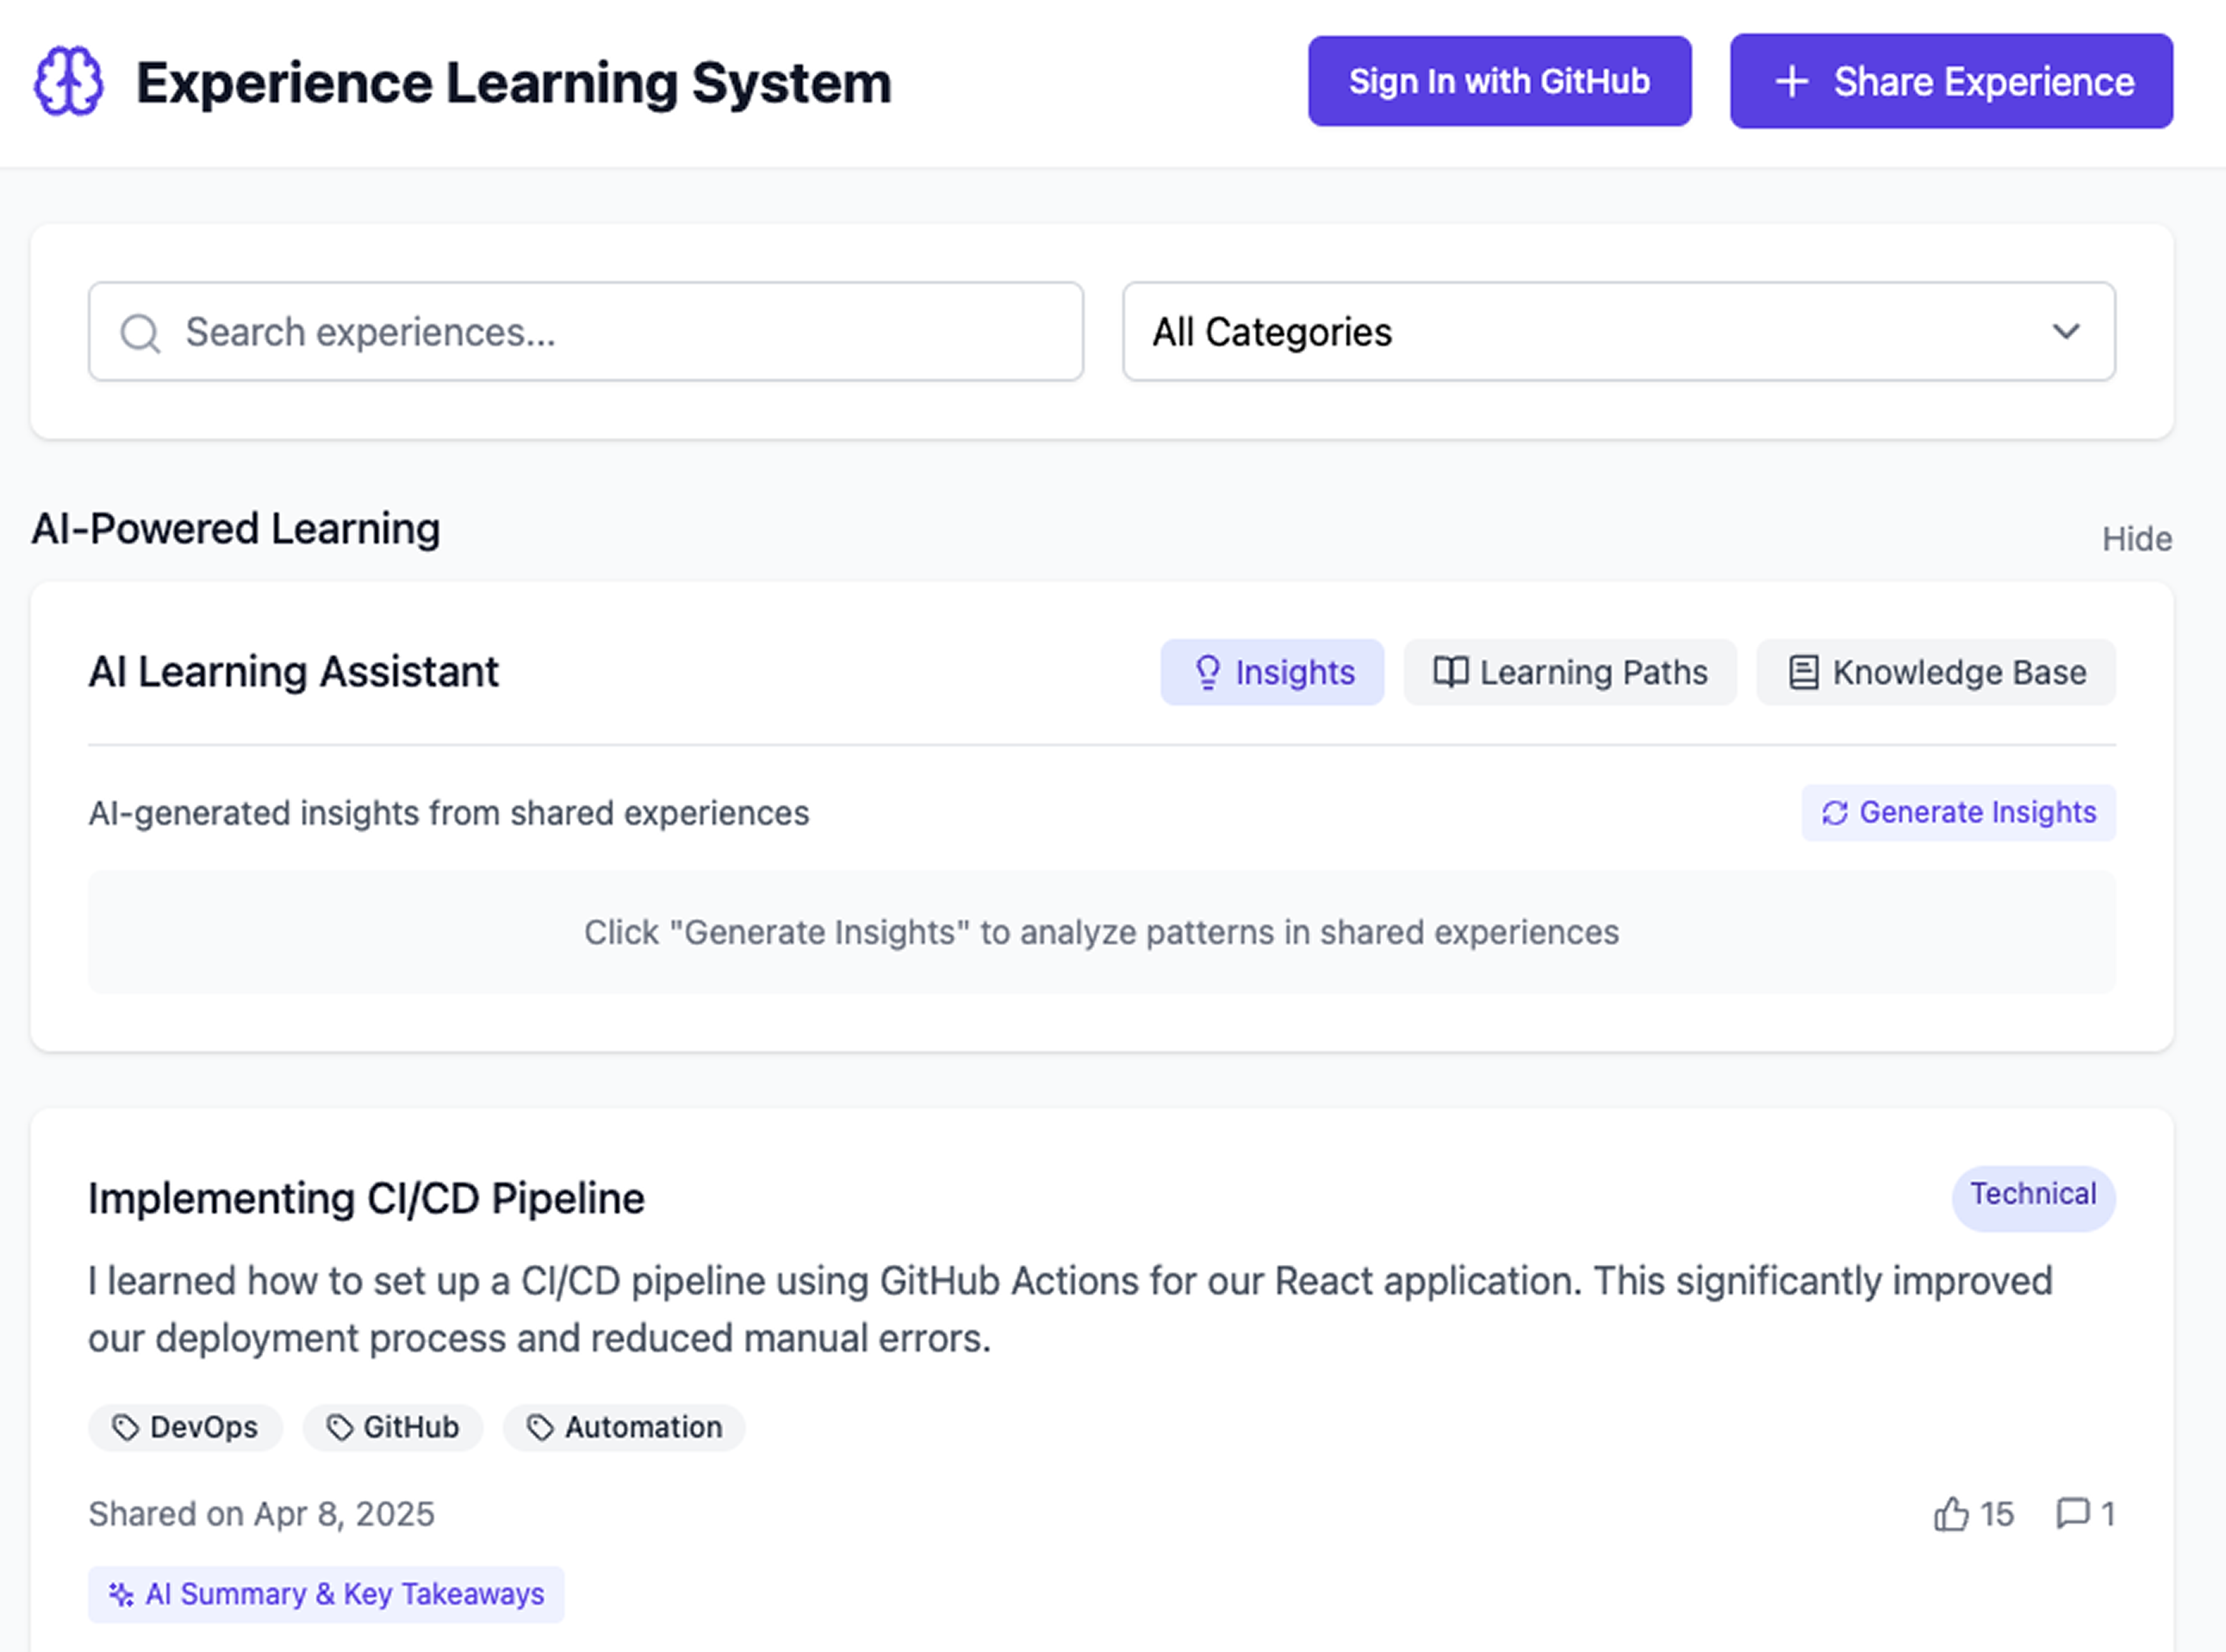 Experience Learning System
Sign In with GitHub
Share Experience
Search experiences...
All Categories
AI-Powered Learning
Hide
AI Learning Assistant
Insights
Learning Paths
Knowledge Base
AI-generated insights from shared experiences
Generate Insights
Click "Generate Insights" to analyze patterns in shared experiences
Implementing CI/CD Pipeline
Technical
I learned how to set up a CI/CD pipeline using GitHub Actions for our React application. This significantly improved
our deployment process and reduced manual errors.
DevOps
GitHub
Automation
Shared on Apr 8, 2025
15
1
AI Summary & Key Takeaways